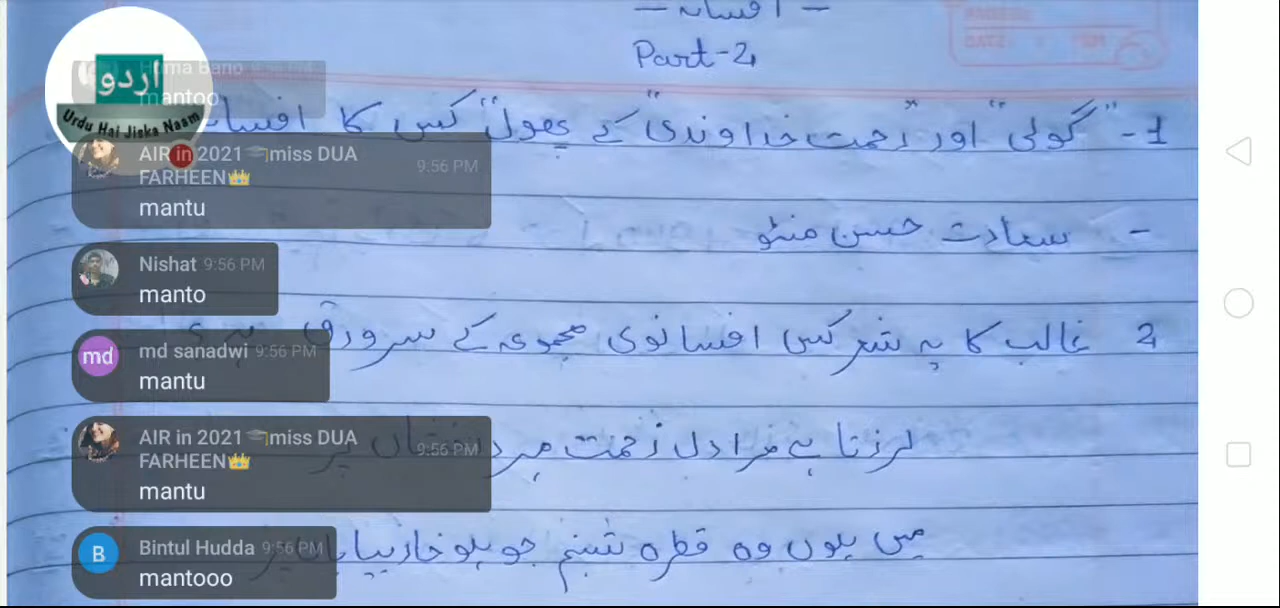 — افسانہ —
Part-2
1- "گولی" اور "رحمت خداوندی" کے پھول" کس کا افسانہ
- سعادت حسن منٹو
2 غالب کا یہ شعر کس افسانوی مجموعہ کے سرورق
لرزتا ہے مرا دل زحمت مہر درخشاں پر
میں ہوں وہ قطرہ شبنم جو ہو خار بیاباں پر
اردو
Urdu Hai Jiska Naam
Huma Bano
mantoo
AIR in 2021 🎓miss DUA FARHEEN👑 9:56 PM
mantu
Nishat 9:56 PM
manto
md
md sanadwi 9:56 PM
mantu
AIR in 2021 🎓miss DUA FARHEEN👑 9:56 PM
mantu
B
Bintul Hudda 9:56 PM
mantooo